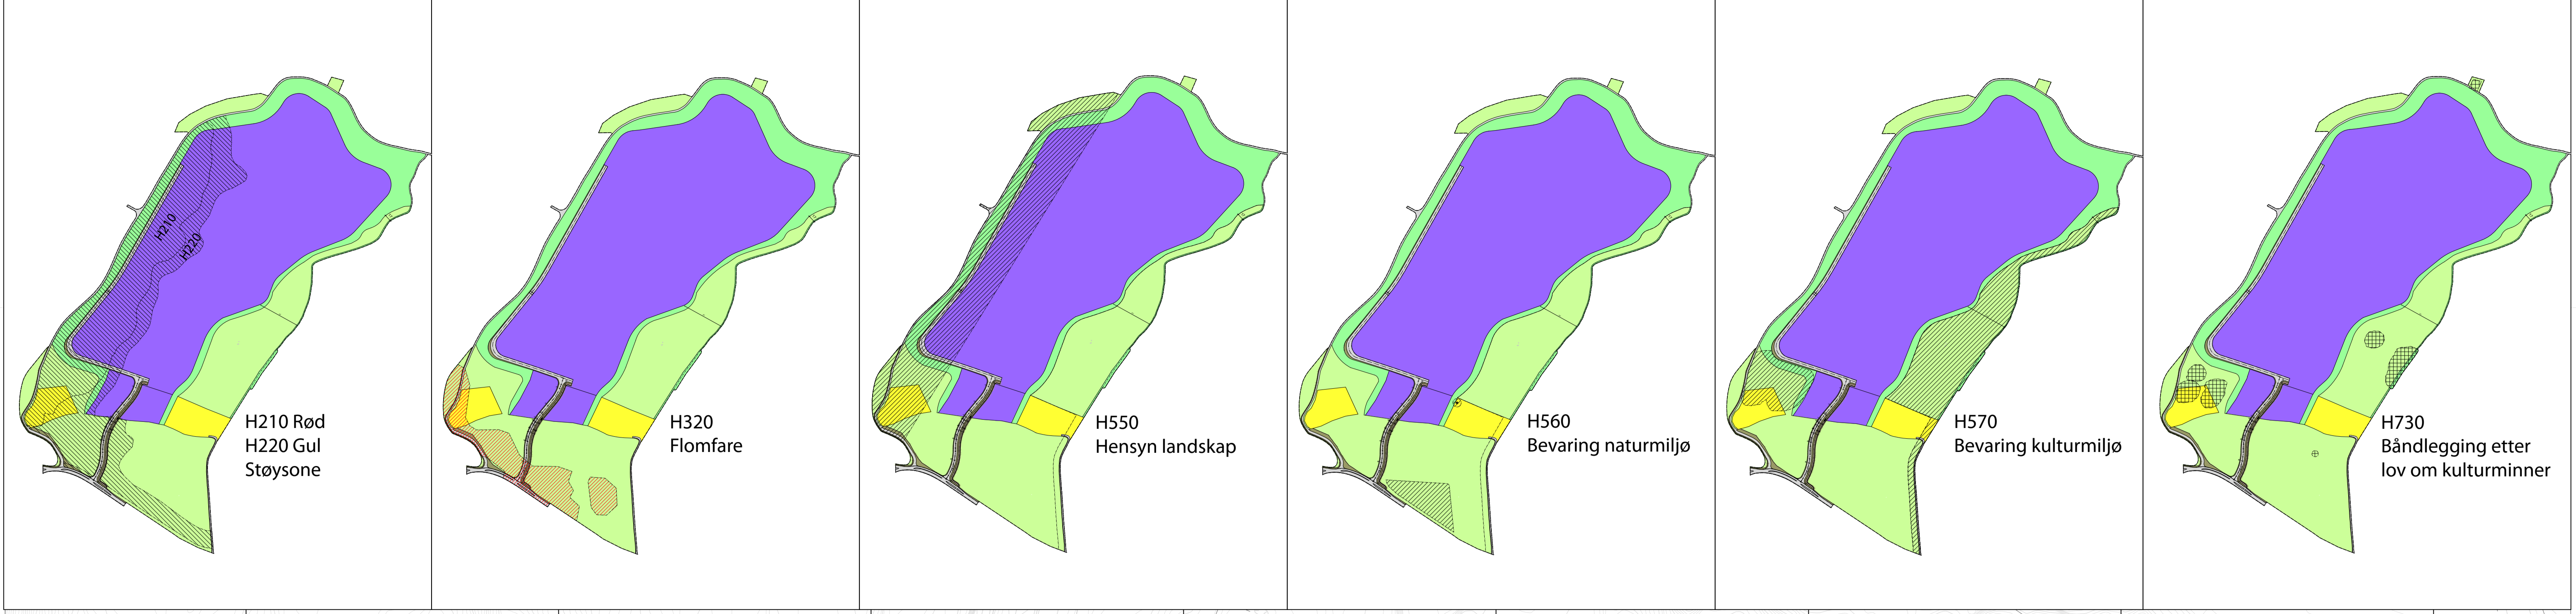 H210
H220
H210 Rød
H220 Gul
Støysone
H320
Flomfare
H550
Hensyn landskap
H560
Bevaring naturmiljø
H570
Bevaring kulturmiljø
H730
Båndlegging etter
lov om kulturminner